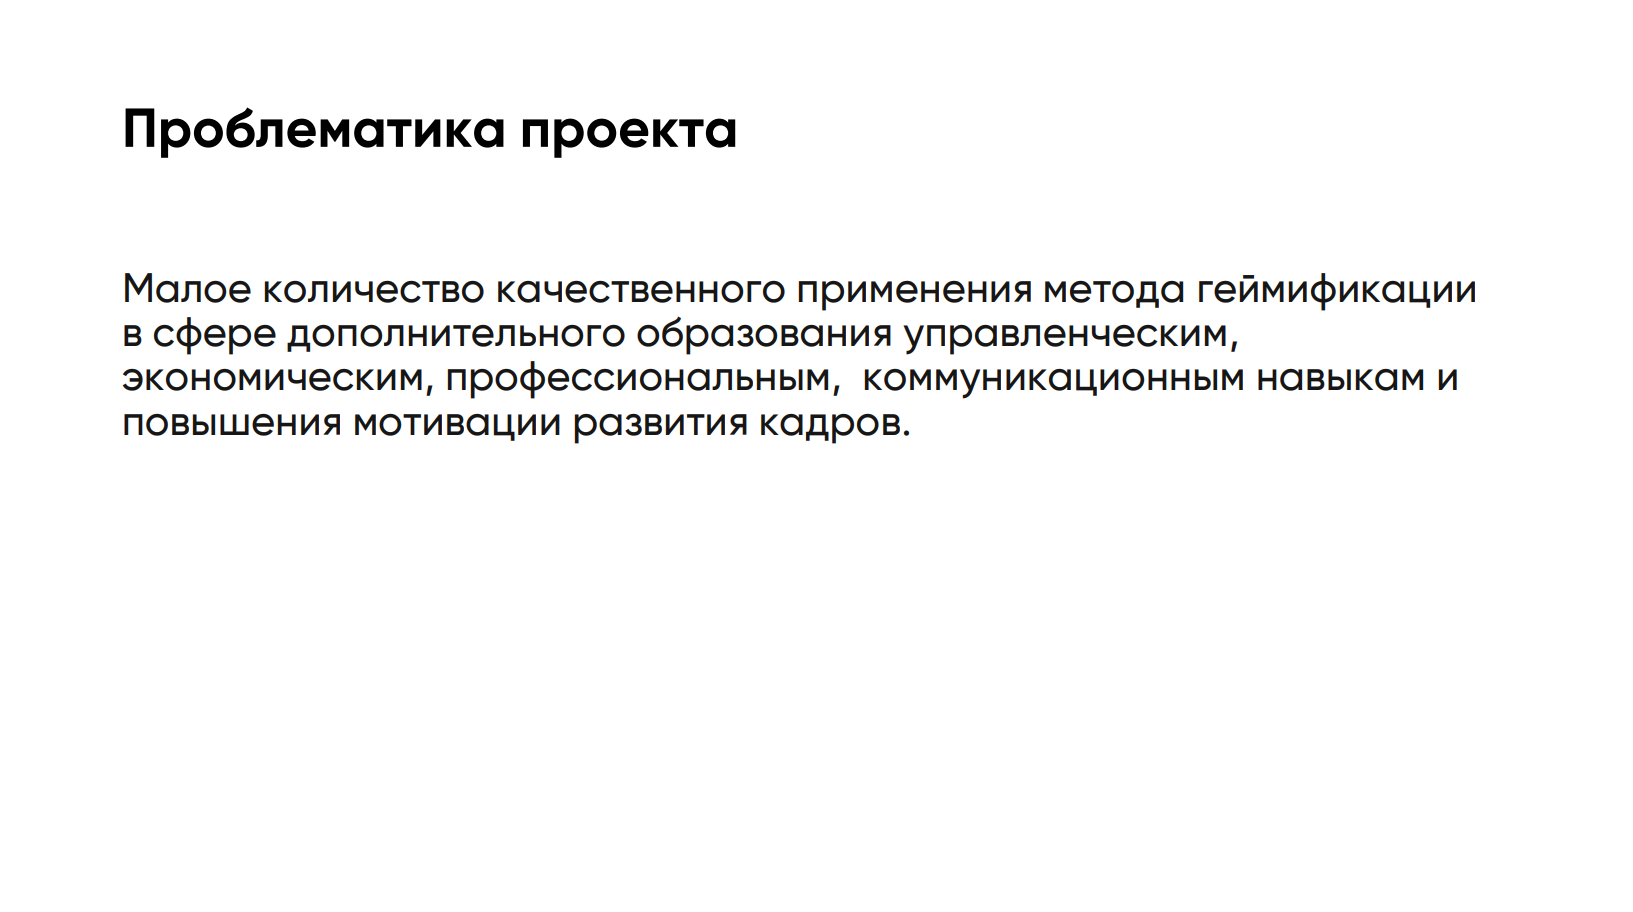 Проблематика проекта
Малое количество качественного применения метода геймификации
в сфере дополнительного образования управленческим,
экономическим, профессиональным,  коммуникационным навыкам и
повышения мотивации развития кадров.